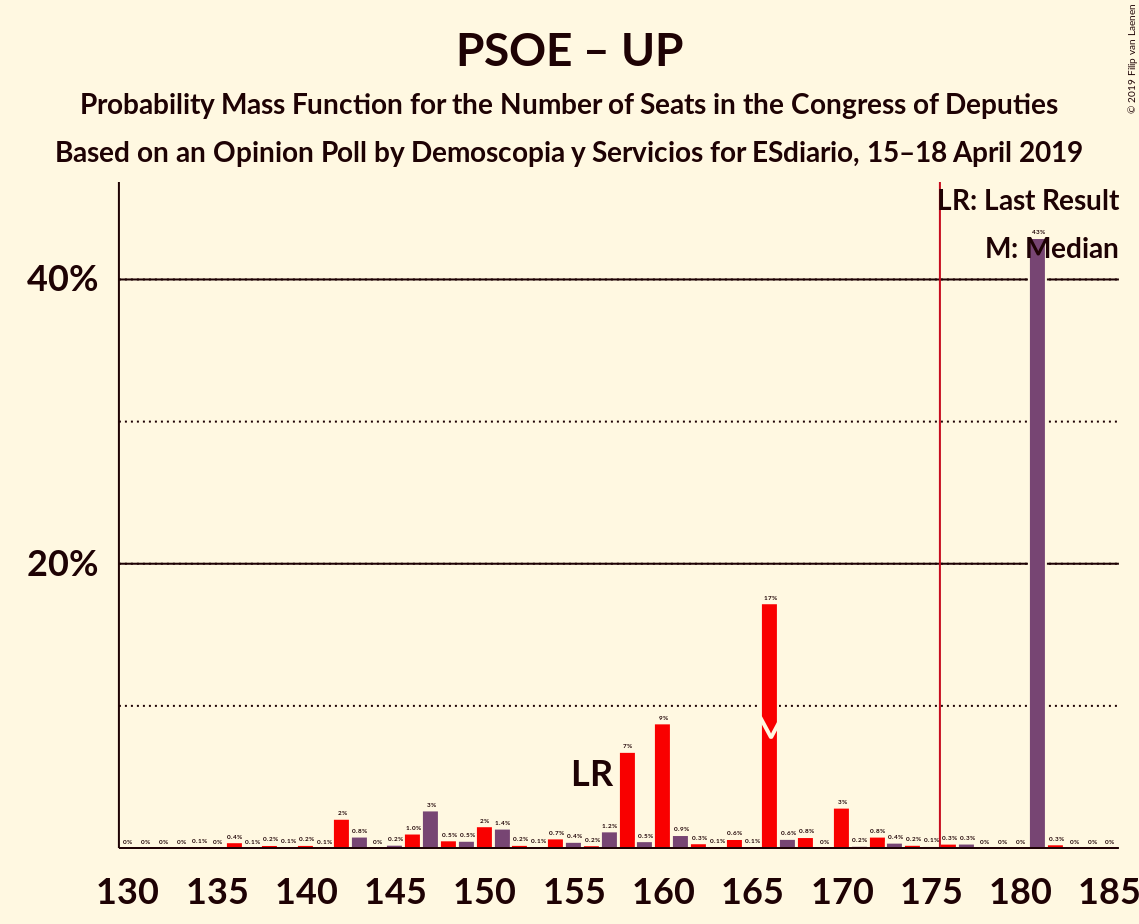 PSOE – UP
Probability Mass Function for the Number of Seats in the Congress of Deputies
Based on an Opinion Poll by Demoscopia y Servicios for ESdiario, 15–18 April 2019
© 2019 Filip van Laenen
LR: Last Result
M: Median
43%
40%
20%
17%
9%
7%
LR
3% 3%
2% 2%
0% 0% 0% 0% 0.1% 0% 0.4% 0.1% 0.2% 0.1% 0.2% 0.1% 0.8% 0% 0.2% 1.0% 0.5% 0.5% 1.4% 0.2% 0.1% 0.7% 0.4% 0.2% 1.2% 0.5% 0.9% 0.3% 0.1% 0.6% 0.1% 0.6% 0.8% 0% 0.2% 0.8% 0.4% 0.2% 0.1% 0.3% 0.3% 0% 0% 0% 0.3% 0% 0% 0%
130 135 140 145 150 155 160 165 170 175 180 185